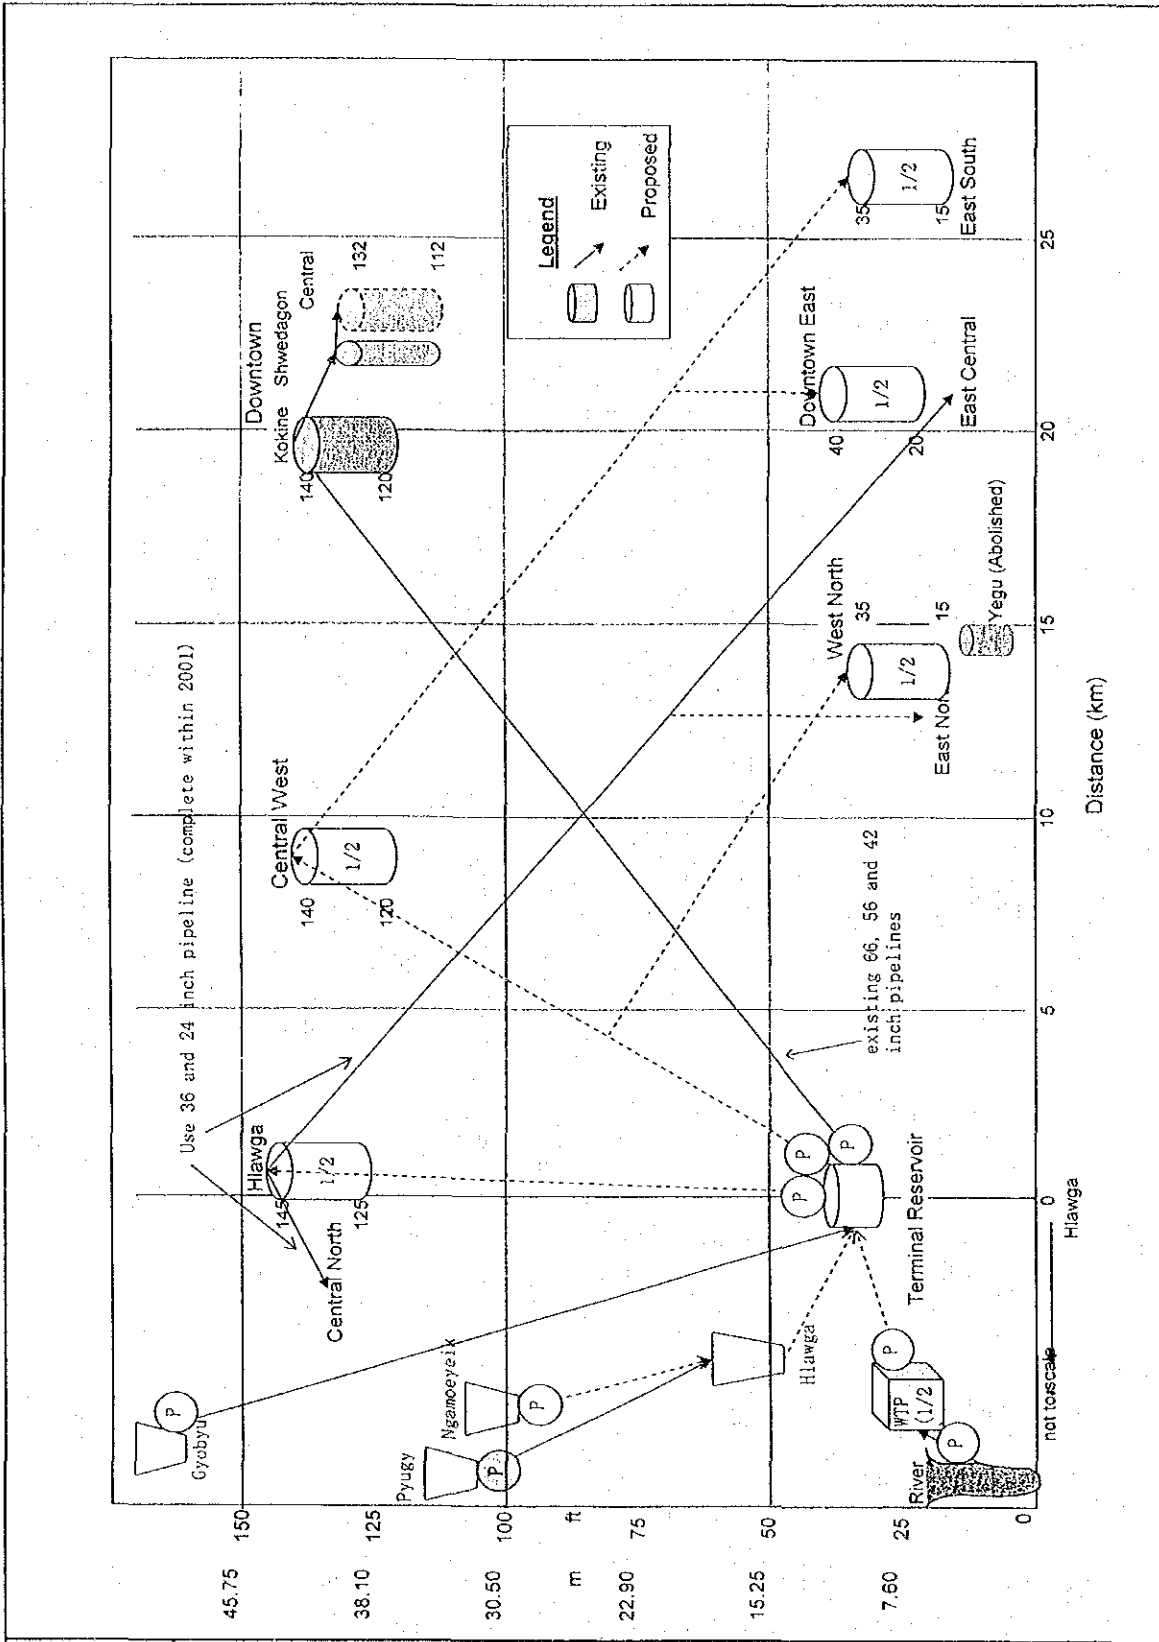 Use 36 and 24 inch pipeline (complete within 2001)
Gyobyu
P
Pyugy
P
Ngamoeyeix
P
Hlawga
145
1/2
125
Central North
Central West
140
1/2
120
Downtown
Kokine
Shwedagon
Central
140
120
132
112
Legend
Existing
Proposed
Hlawga
River
P
WTP
(1/2
P
P
P
P
Terminal Reservoir
existing 66, 56 and 42
inch pipelines
West North
35
1/2
15
East Nor
Yegu (Abolished)
Downtown East
40
1/2
20
East Central
35
1/2
15
East South
45.75
38.10
30.50
m
22.90
15.25
7.60
150
125
100
ft
75
50
25
0
not to scale
Hlawga
0
5
10
15
20
25
Distance (km)